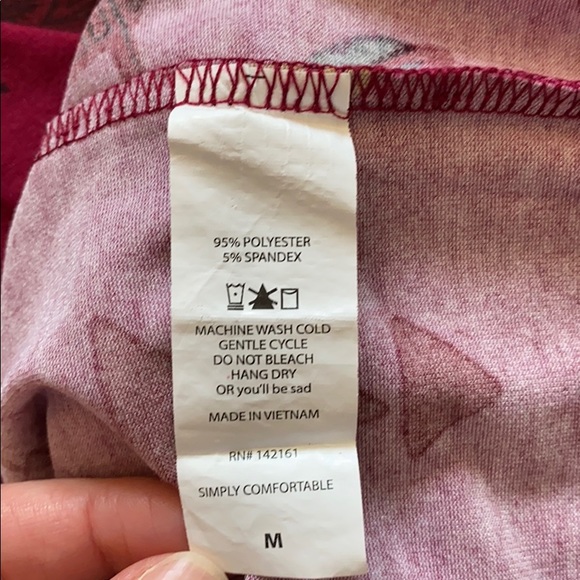 95% POLYESTER
5% SPANDEX
MACHINE WASH COLD
GENTLE CYCLE
DO NOT BLEACH
HANG DRY
OR you'll be sad
MADE IN VIETNAM
RN# 142161
SIMPLY COMFORTABLE
M